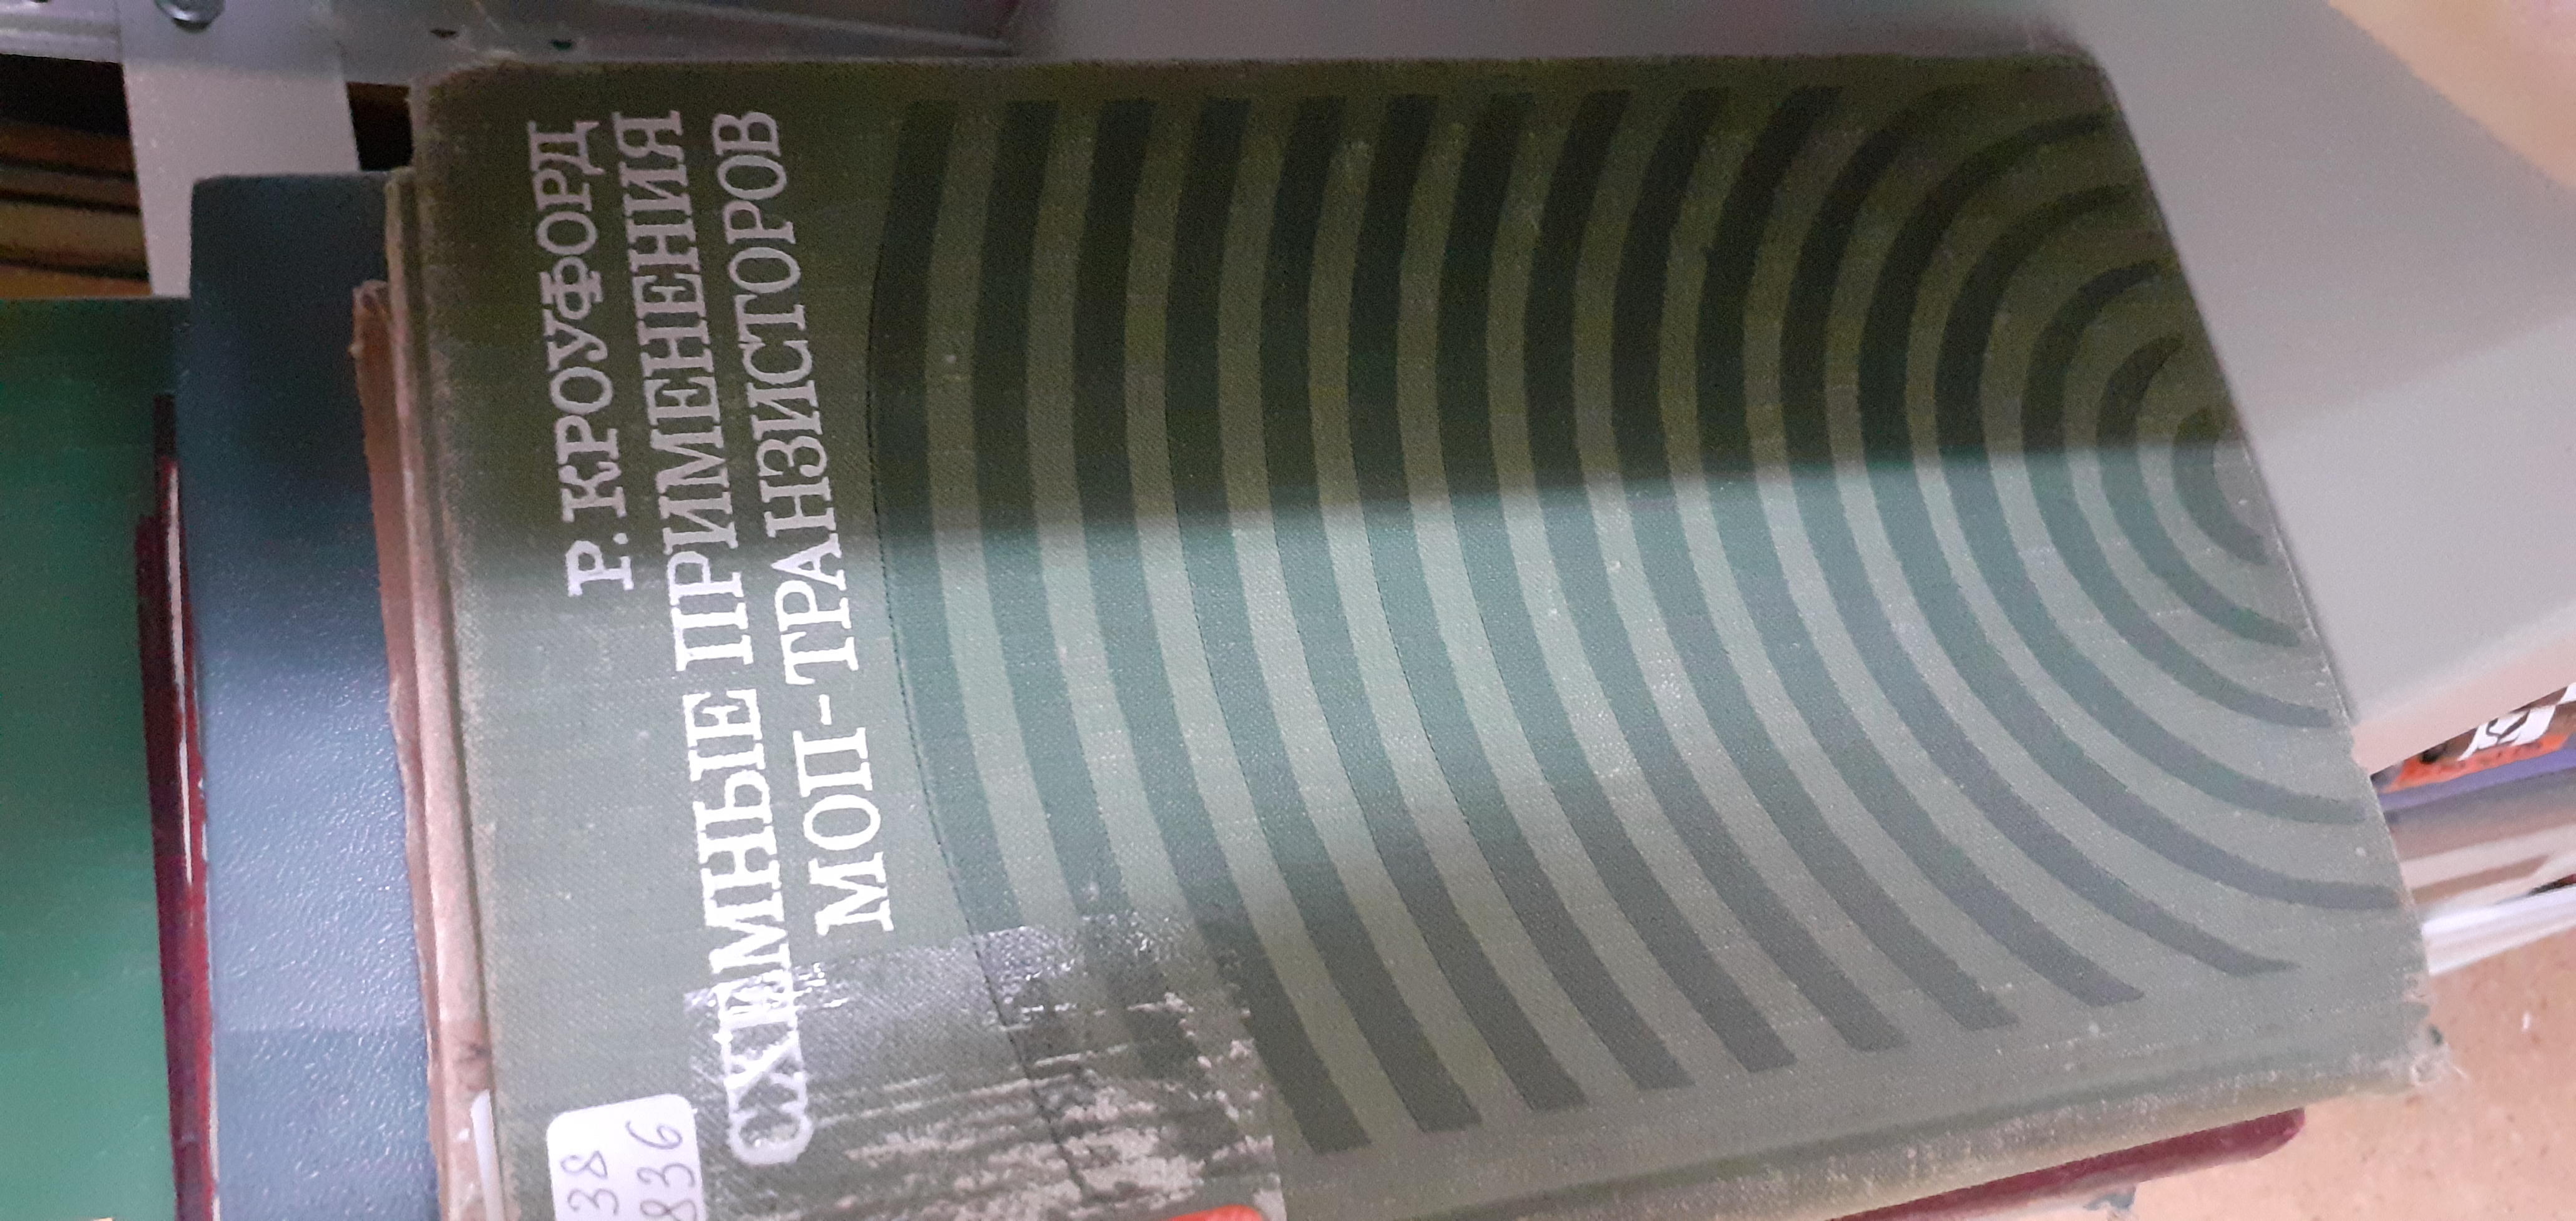 Р. КРОУФОРД
СХЕМНЫЕ ПРИМЕНЕНИЯ
МОП-ТРАНЗИСТОРОВ
38
836